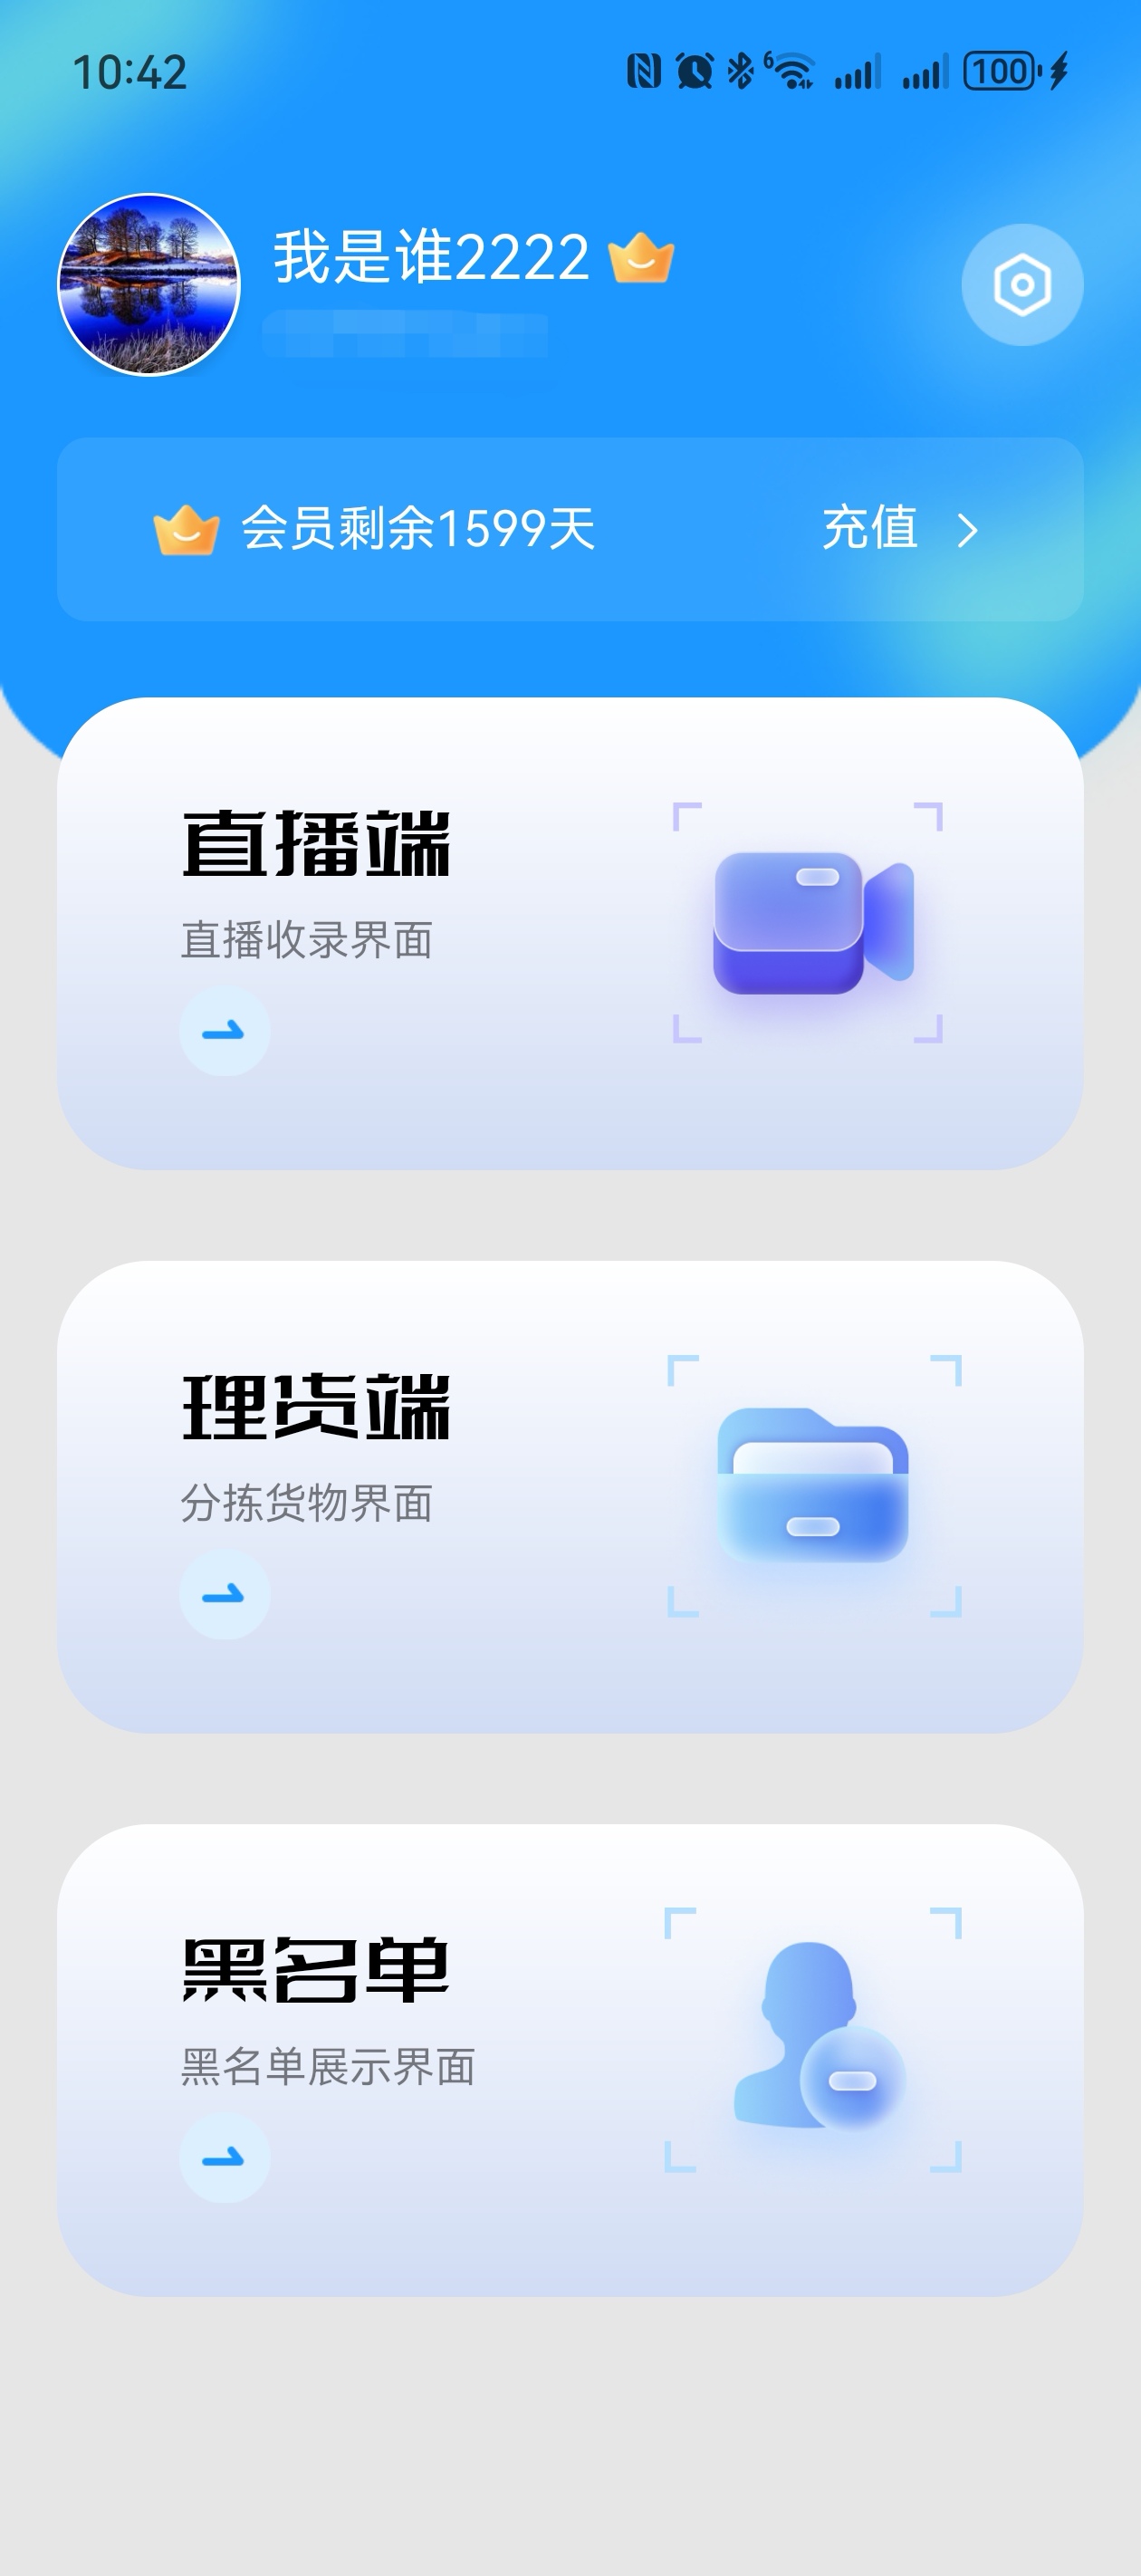 10:42
6
100
我是谁2222
会员剩余1599天
充值
直播端
直播收录界面
理货端
分拣货物界面
黑名单
黑名单展示界面